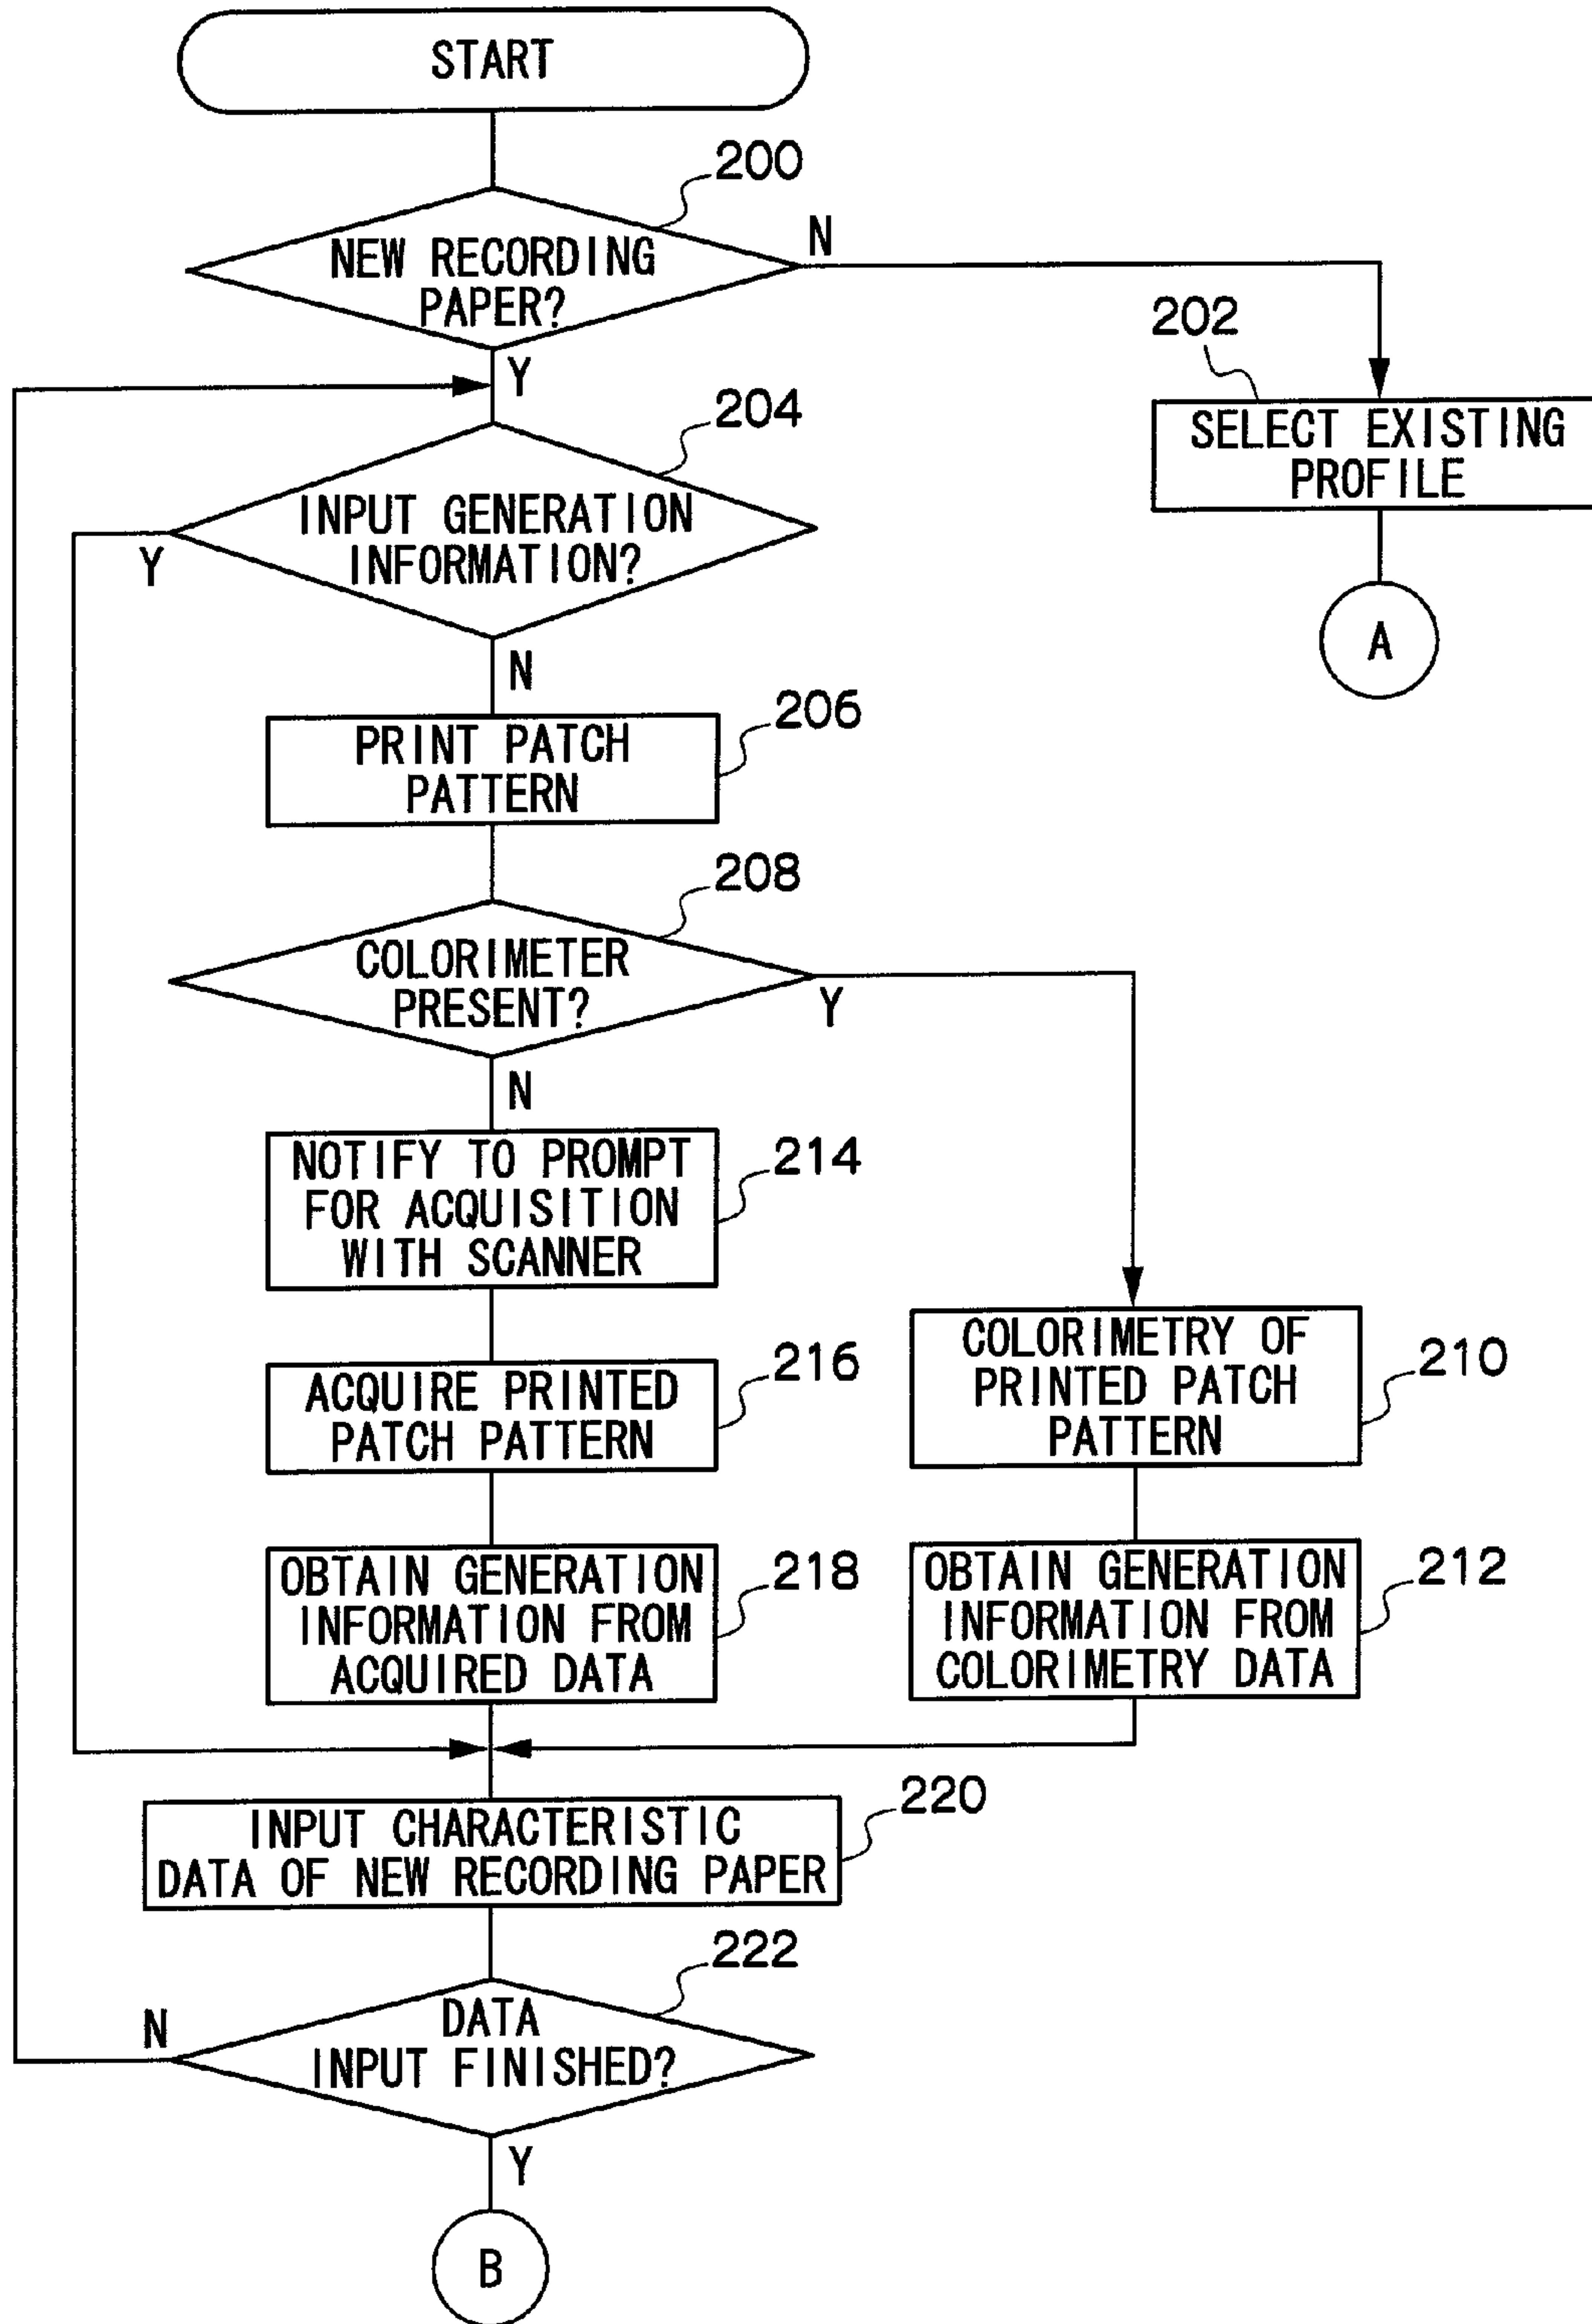 START
200
NEW RECORDING
PAPER?
N
Y
202
SELECT EXISTING
PROFILE
A
204
INPUT GENERATION
INFORMATION?
Y
N
206
PRINT PATCH
PATTERN
208
COLORIMETER
PRESENT?
Y
N
214
NOTIFY TO PROMPT
FOR ACQUISITION
WITH SCANNER
216
ACQUIRE PRINTED
PATCH PATTERN
210
COLORIMETRY OF
PRINTED PATCH
PATTERN
218
OBTAIN GENERATION
INFORMATION FROM
ACQUIRED DATA
212
OBTAIN GENERATION
INFORMATION FROM
COLORIMETRY DATA
220
INPUT CHARACTERISTIC
DATA OF NEW RECORDING PAPER
222
DATA
INPUT FINISHED?
N
Y
B